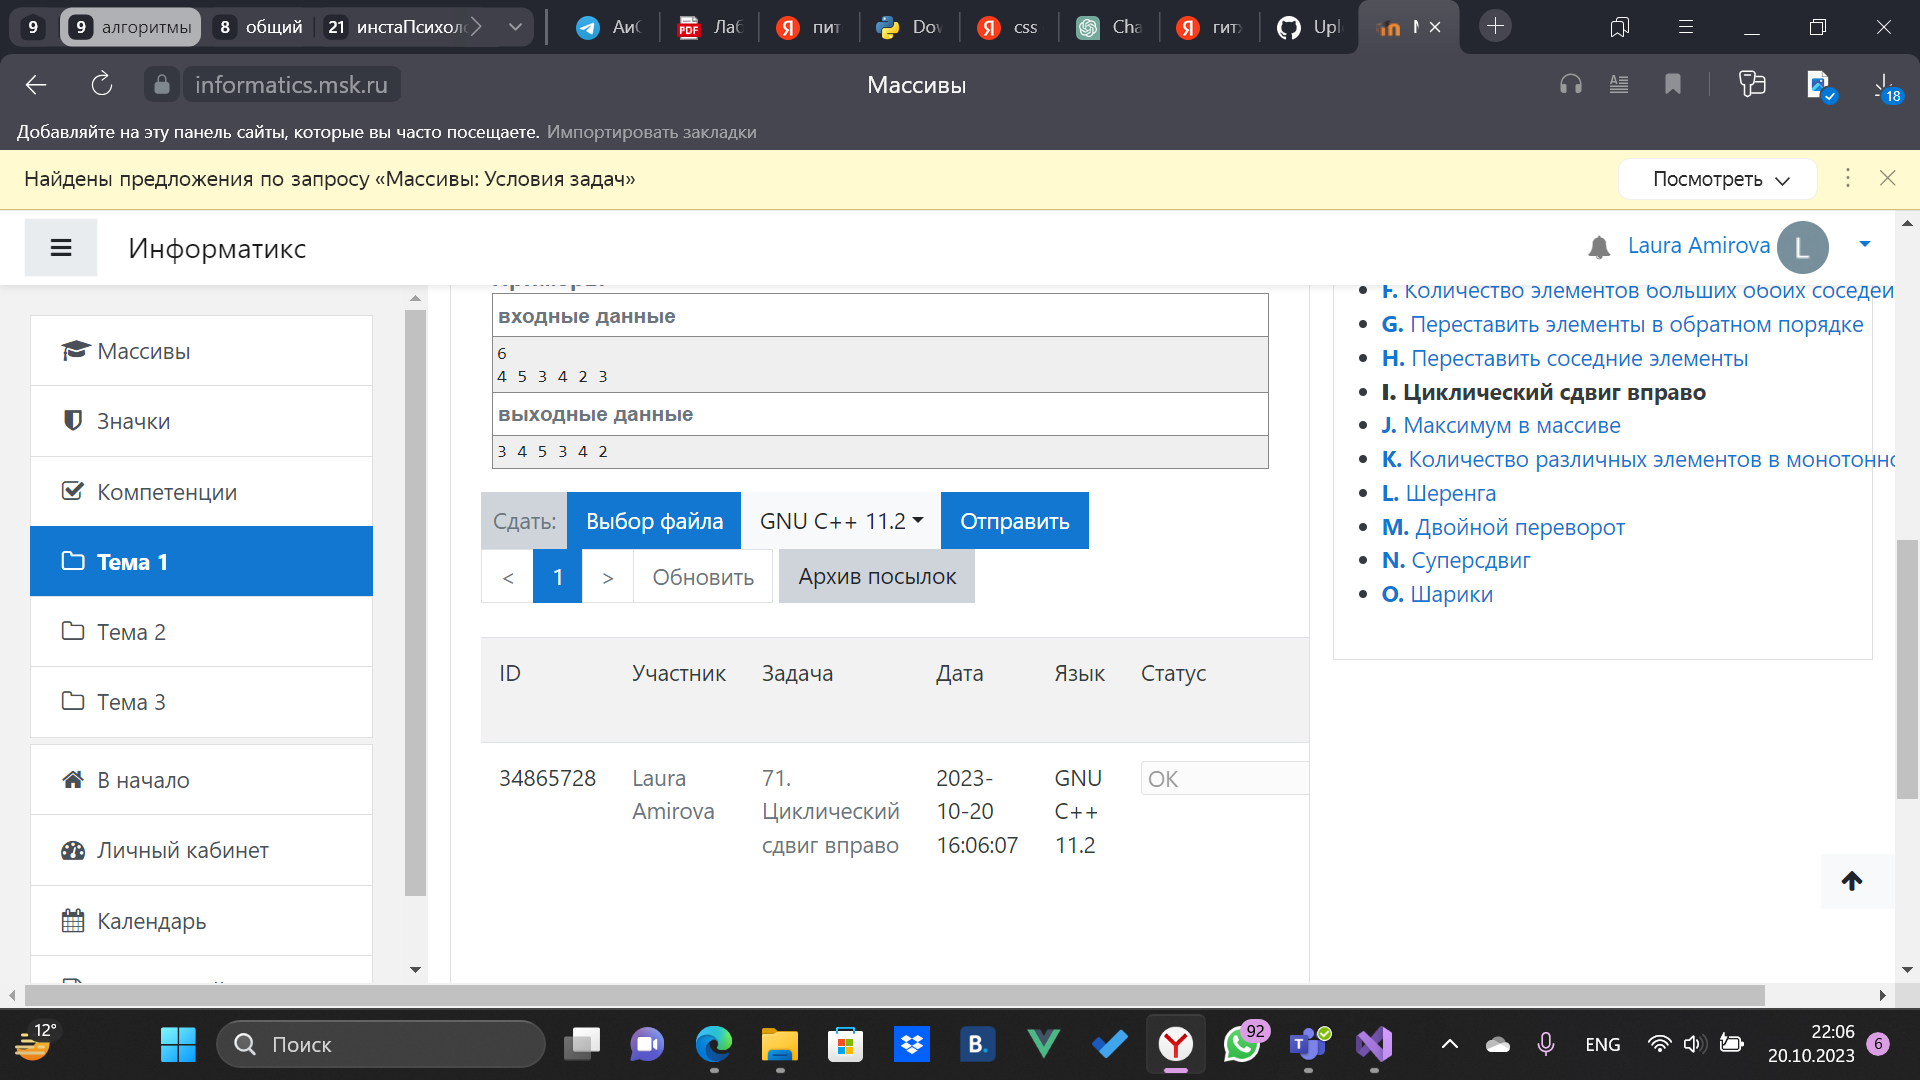 9
9 алгоритмы
8 общий
21 инстаПсихоло
АиС
Лаб
пит
Dow
css
Cha
гитх
Upl
informatics.msk.ru
Массивы
18
Добавляйте на эту панель сайты, которые вы часто посещаете. Импортировать закладки
Найдены предложения по запросу «Массивы: Условия задач»
Посмотреть
Информатикс
Laura Amirova
L
Массивы
Значки
Компетенции
Тема 1
Тема 2
Тема 3
В начало
Личный кабинет
Календарь
входные данные
6
4 5 3 4 2 3
выходные данные
3 4 5 3 4 2
Сдать: Выбор файла GNU C++ 11.2 Отправить
< 1 > Обновить Архив посылок
ID Участник Задача Дата Язык Статус
34865728 Laura 71. 2023- GNU OK
Amirova Циклический 10-20 C++
сдвиг вправо 16:06:07 11.2
F. Количество элементов больших обоих соседей
G. Переставить элементы в обратном порядке
H. Переставить соседние элементы
I. Циклический сдвиг вправо
J. Максимум в массиве
K. Количество различных элементов в монотонно
L. Шеренга
M. Двойной переворот
N. Суперсдвиг
O. Шарики
12°
Поиск
B.
92
ENG
22:06
20.10.2023
6